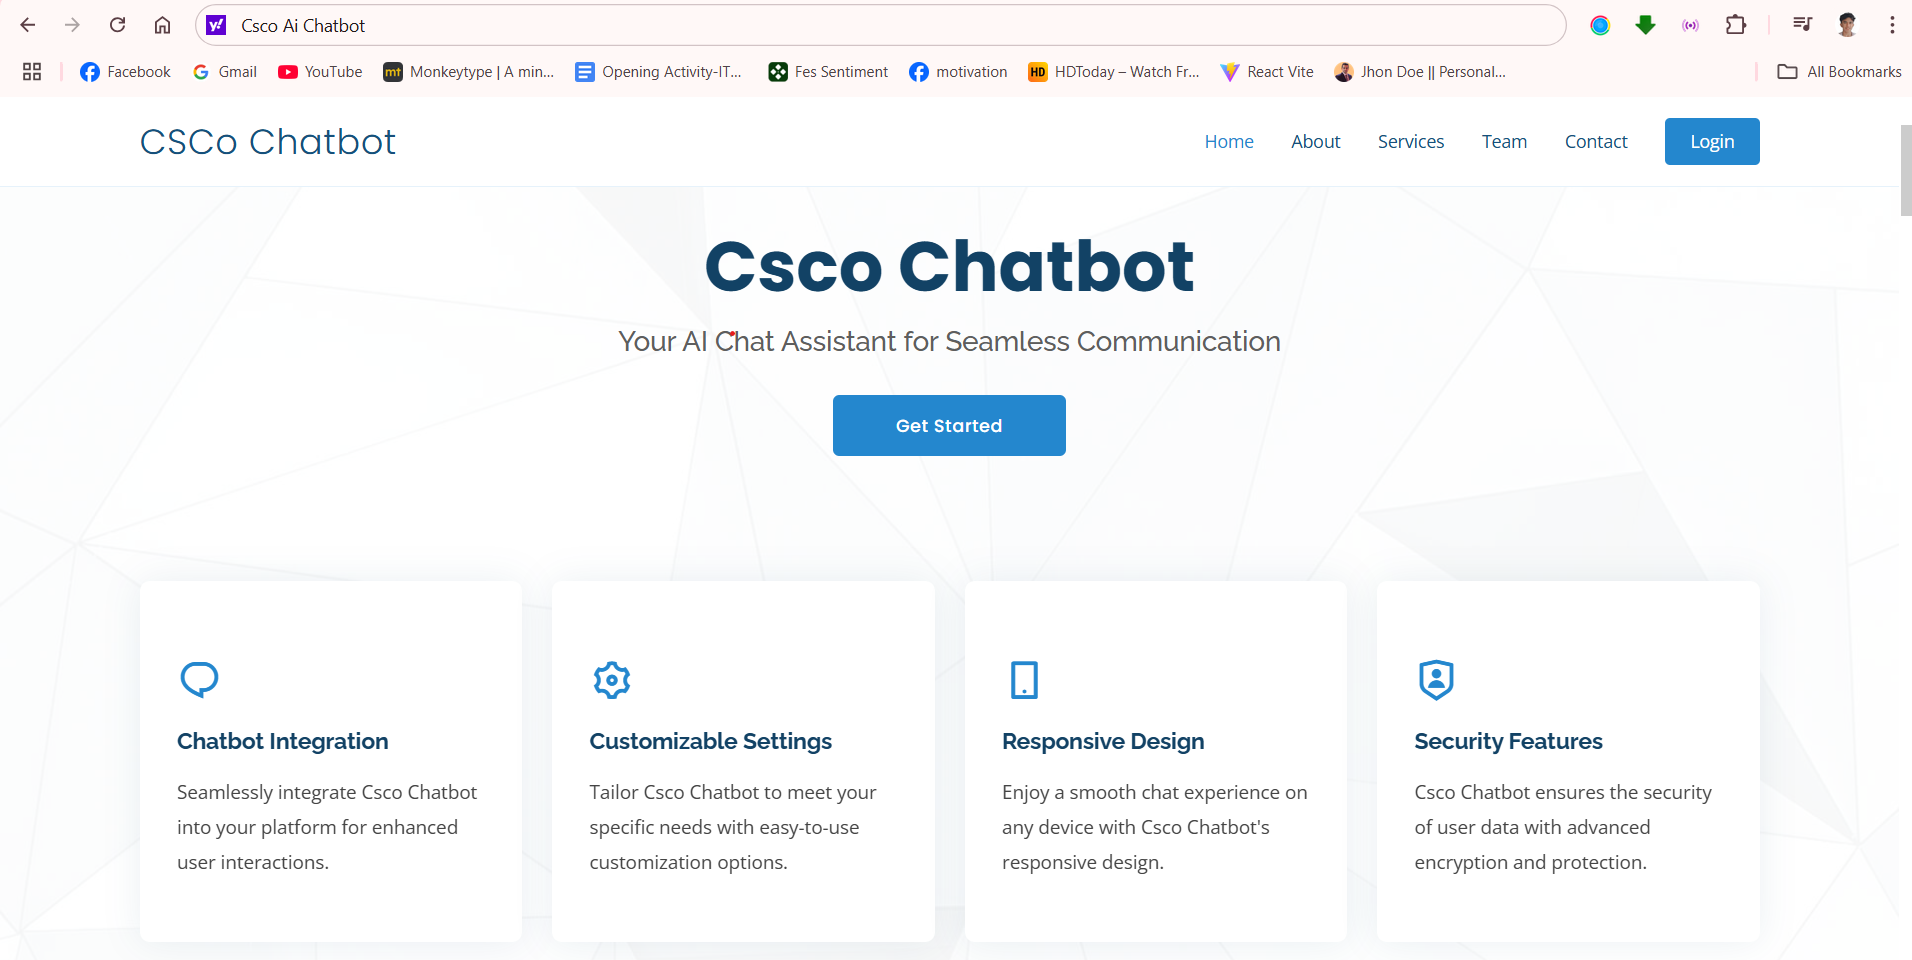 y! Csco Ai Chatbot
Facebook Gmail YouTube mt Monkeytype | A min... Opening Activity-IT... Fes Sentiment motivation HD HDToday – Watch Fr... React Vite Jhon Doe || Personal... All Bookmarks
CSCo Chatbot Home About Services Team Contact Login
Csco Chatbot
Your AI Chat Assistant for Seamless Communication
Get Started
Chatbot Integration
Seamlessly integrate Csco Chatbot
into your platform for enhanced
user interactions.
Customizable Settings
Tailor Csco Chatbot to meet your
specific needs with easy-to-use
customization options.
Responsive Design
Enjoy a smooth chat experience on
any device with Csco Chatbot's
responsive design.
Security Features
Csco Chatbot ensures the security
of user data with advanced
encryption and protection.